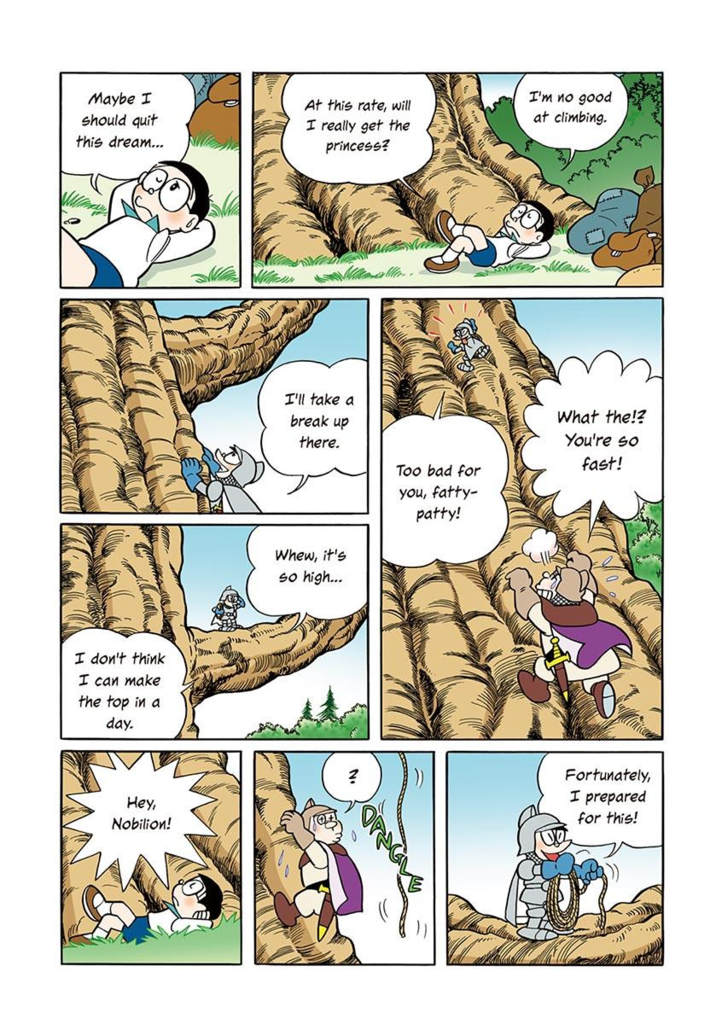 I'm no good
at climbing.
At this rate, will
I really get the
princess?
Maybe I
should quit
this dream...
What the!?
You're so
fast!
Too bad for
you, fatty-
patty!
I'll take a
break up
there.
Whew, it's
so high...
I don't think
I can make
the top in a
day.
Fortunately,
I prepared
for this!
?
DANGLE
Hey,
Nobilion!